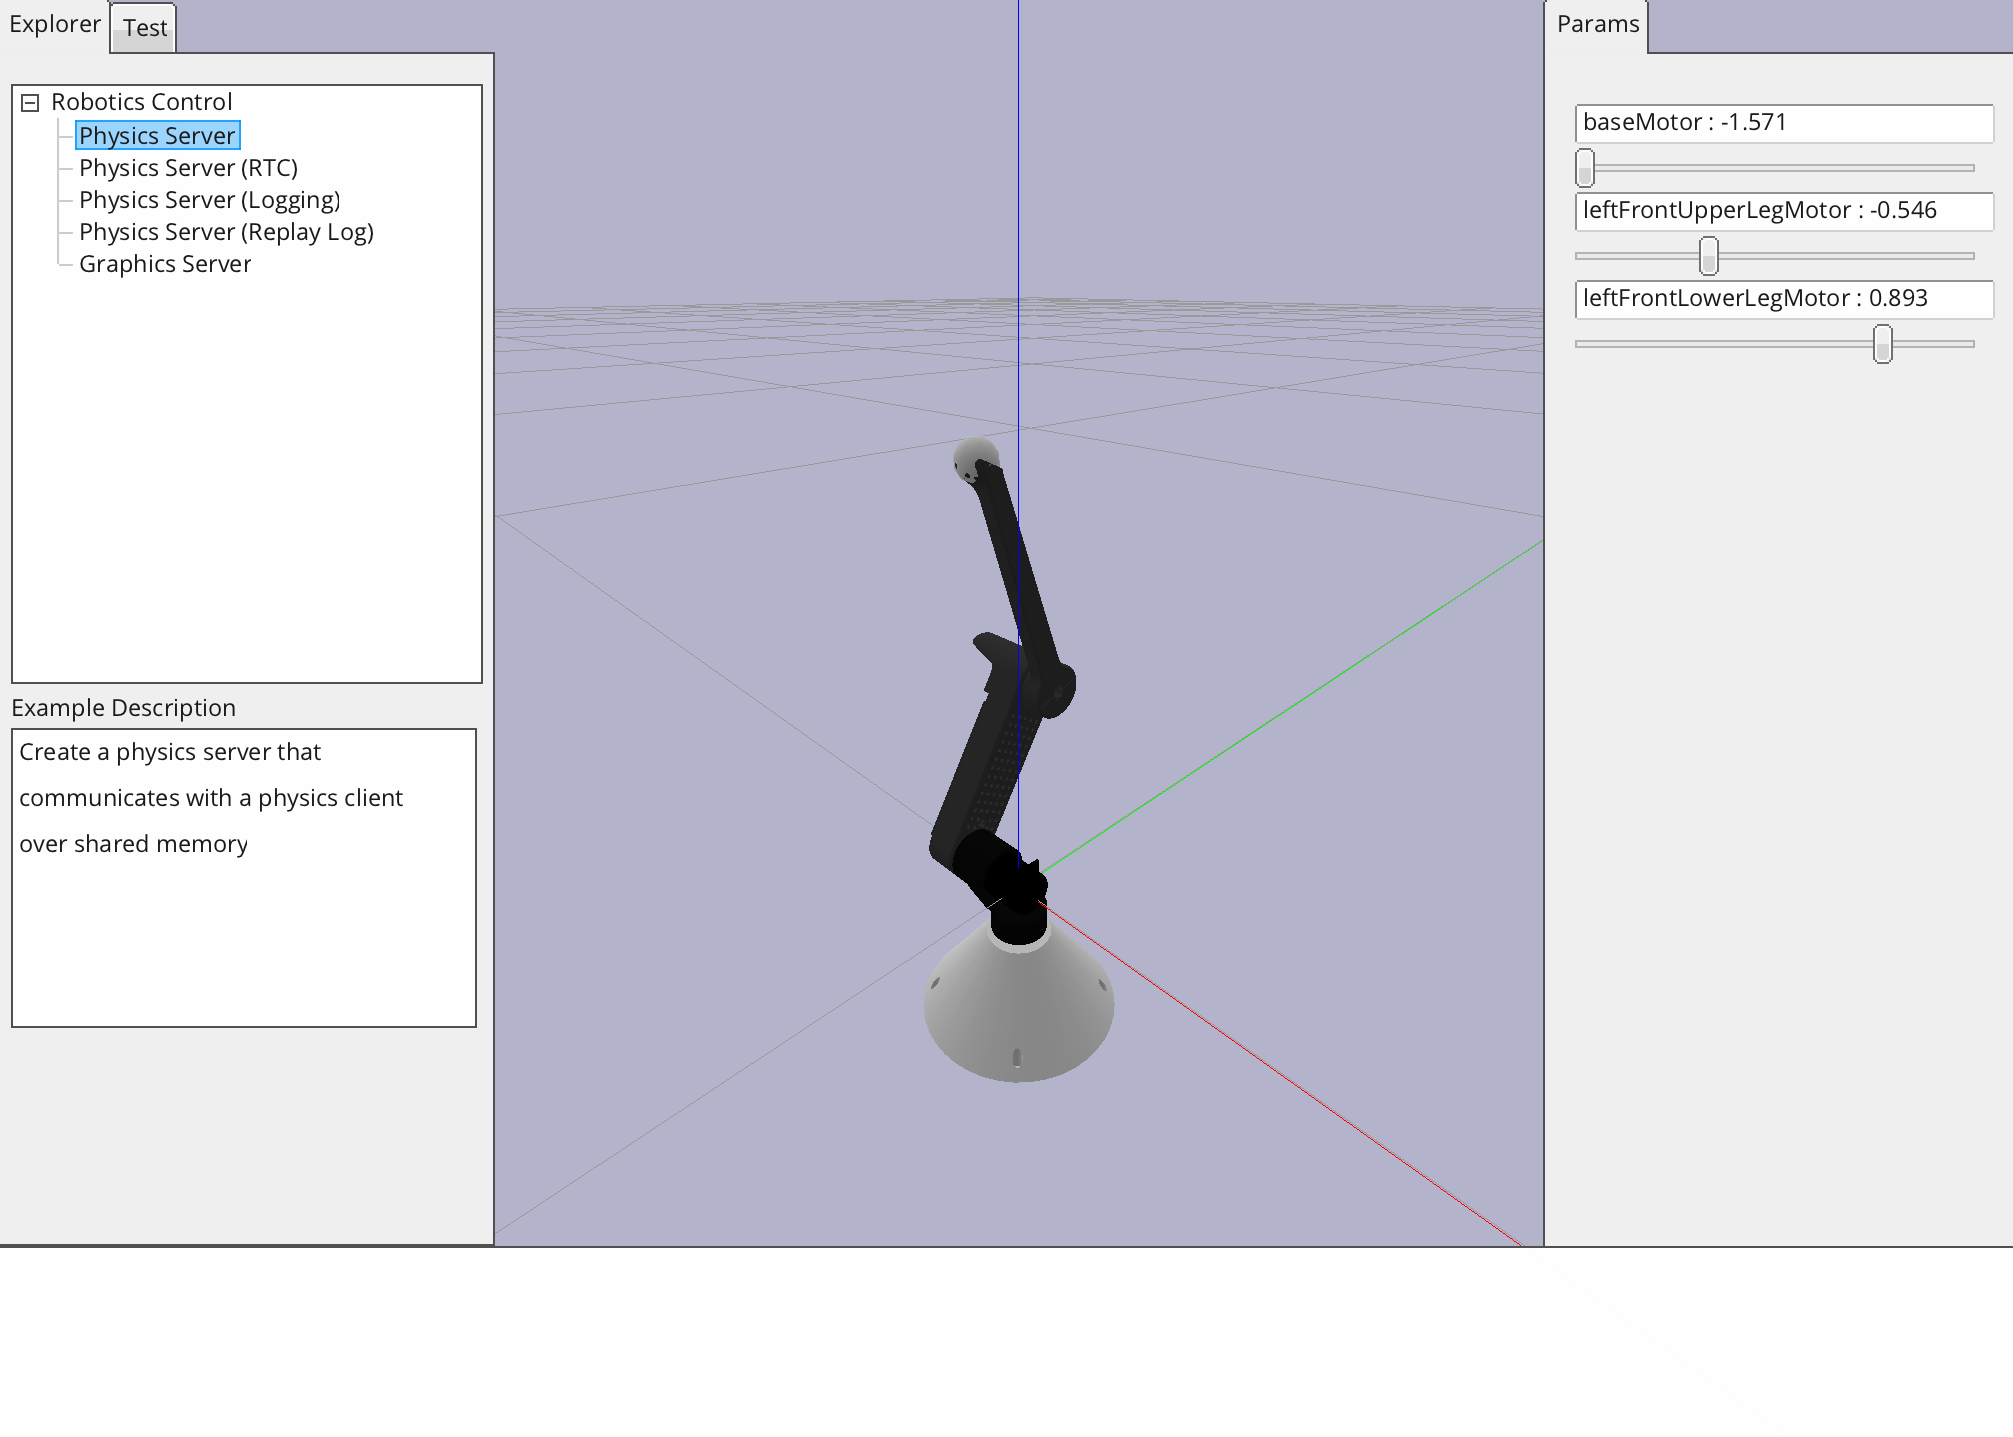 Explorer
Test
Robotics Control
Physics Server
Physics Server (RTC)
Physics Server (Logging)
Physics Server (Replay Log)
Graphics Server
Example Description
Create a physics server that
communicates with a physics client
over shared memory
Params
baseMotor : -1.571
leftFrontUpperLegMotor : -0.546
leftFrontLowerLegMotor : 0.893